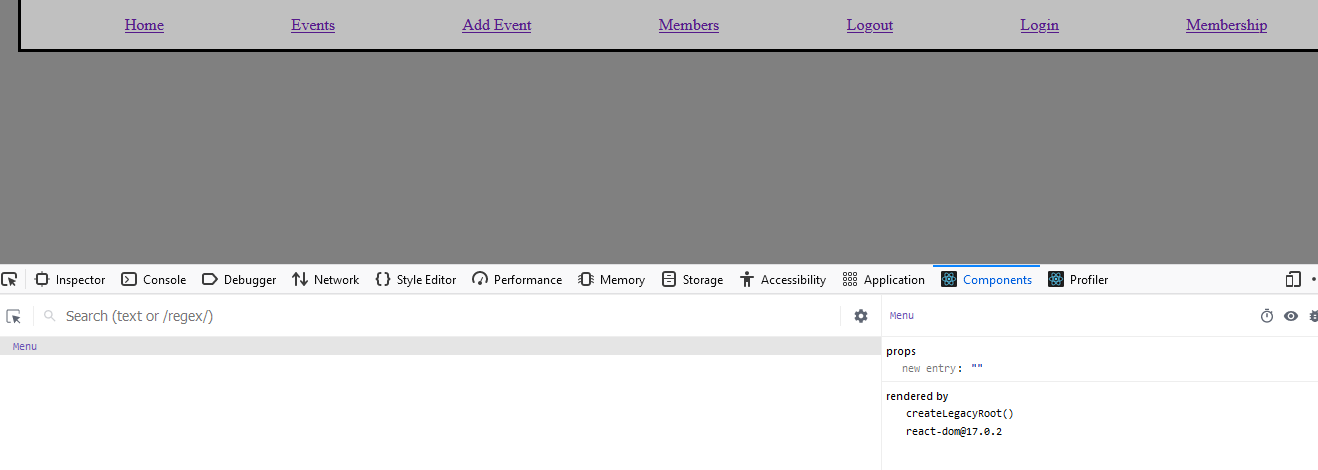 Home Events Add Event Members Logout Login Membership
Inspector Console Debugger Network Style Editor Performance Memory Storage Accessibility Application Components Profiler
Search (text or /regex/) Menu
Menu
props
new entry: ""
rendered by
createLegacyRoot()
react-dom@17.0.2